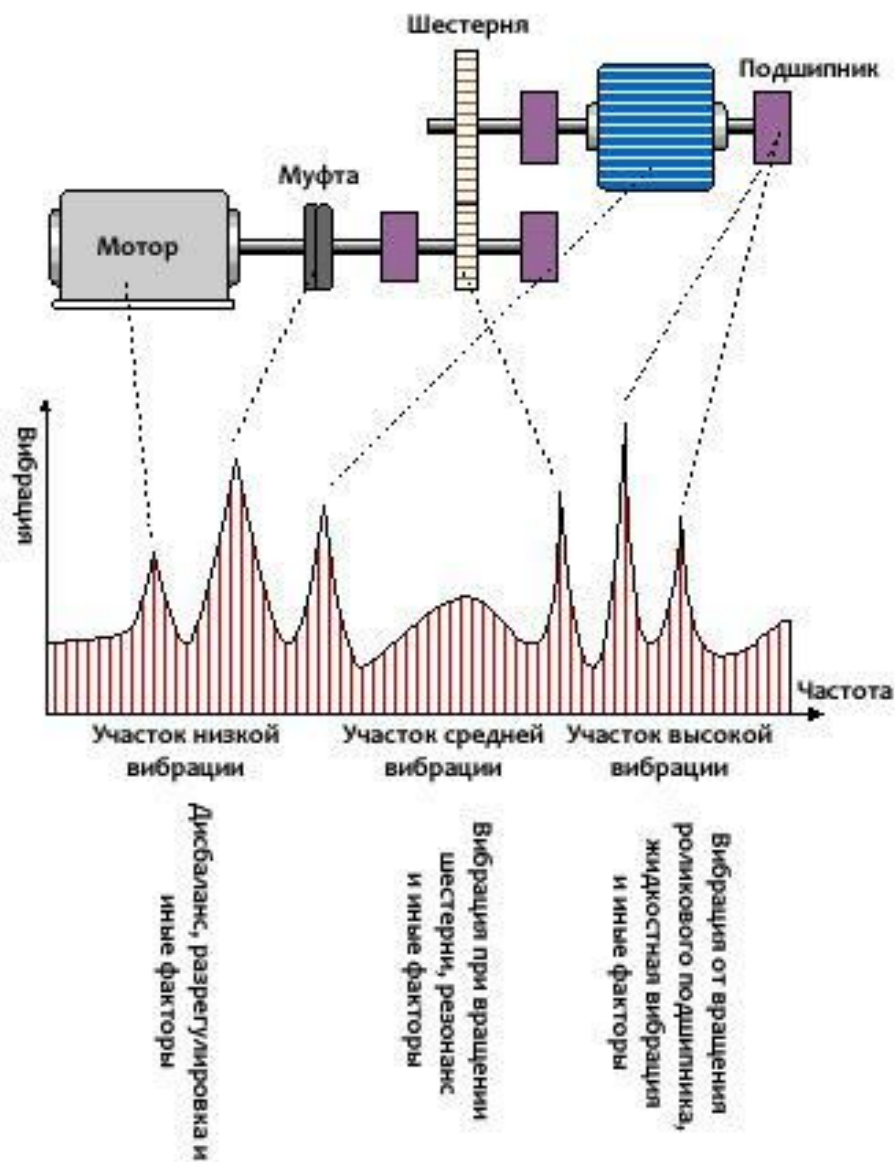 Шестерня
Подшипник
Муфта
Мотор
Вибрация
Частота
Участок низкой
вибрации
Участок средней
вибрации
Участок высокой
вибрации
Дисбаланс, разрегулировка и
иные факторы
Вибрация при вращении
шестерни, резонанс
и иные факторы
Вибрация от вращения
роликового подшипника,
жидкостная вибрация
и иные факторы